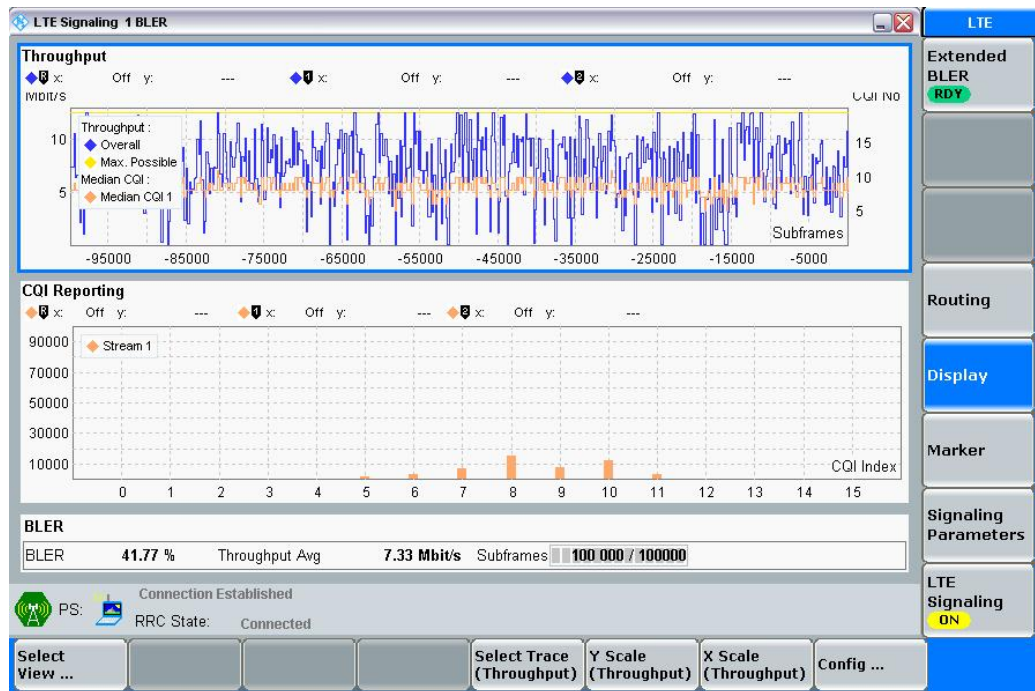 LTE Signaling 1 BLER
LTE
Throughput
R x: Off y: --- 1 x: Off y: --- 2 x: Off y: ---
Mbit/s
CQI No
10
5
Throughput :
Overall
Max. Possible
Median CQI :
Median CQI 1
15
10
5
Subframes
-95000 -85000 -75000 -65000 -55000 -45000 -35000 -25000 -15000 -5000
CQI Reporting
R x: Off y: --- 1 x: Off y: --- 2 x: Off y: ---
90000
70000
50000
30000
10000
Stream 1
CQI Index
0 1 2 3 4 5 6 7 8 9 10 11 12 13 14 15
BLER
BLER 41.77 % Throughput Avg 7.33 Mbit/s Subframes 100 000 / 100000
PS:
Connection Established
RRC State: Connected
Extended
BLER
RDY
Routing
Display
Marker
Signaling
Parameters
LTE
Signaling
ON
Select
View ...
Select Trace
(Throughput)
Y Scale
(Throughput)
X Scale
(Throughput)
Config ...